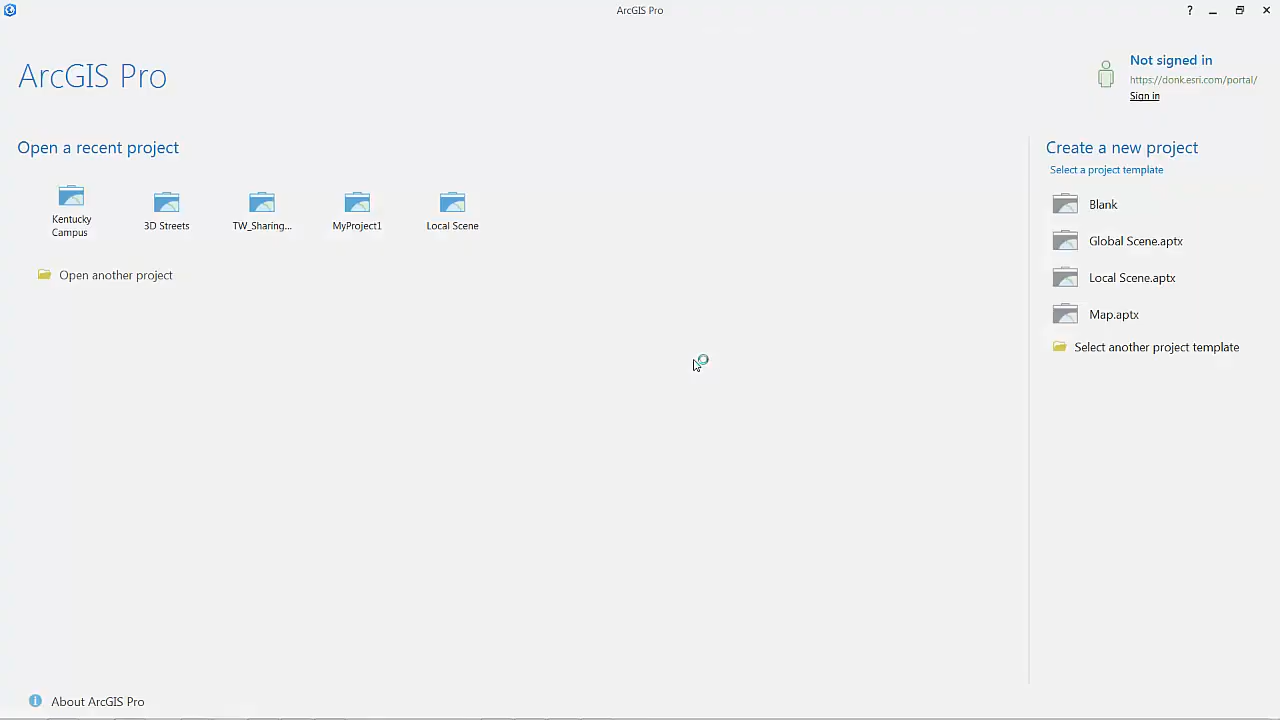 ArcGIS Pro
?
ArcGIS Pro
Not signed in
https://donk.esri.com/portal/
Sign in
Open a recent project
Kentucky
Campus
3D Streets
TW_Sharing...
MyProject1
Local Scene
Open another project
Create a new project
Select a project template
Blank
Global Scene.aptx
Local Scene.aptx
Map.aptx
Select another project template
About ArcGIS Pro